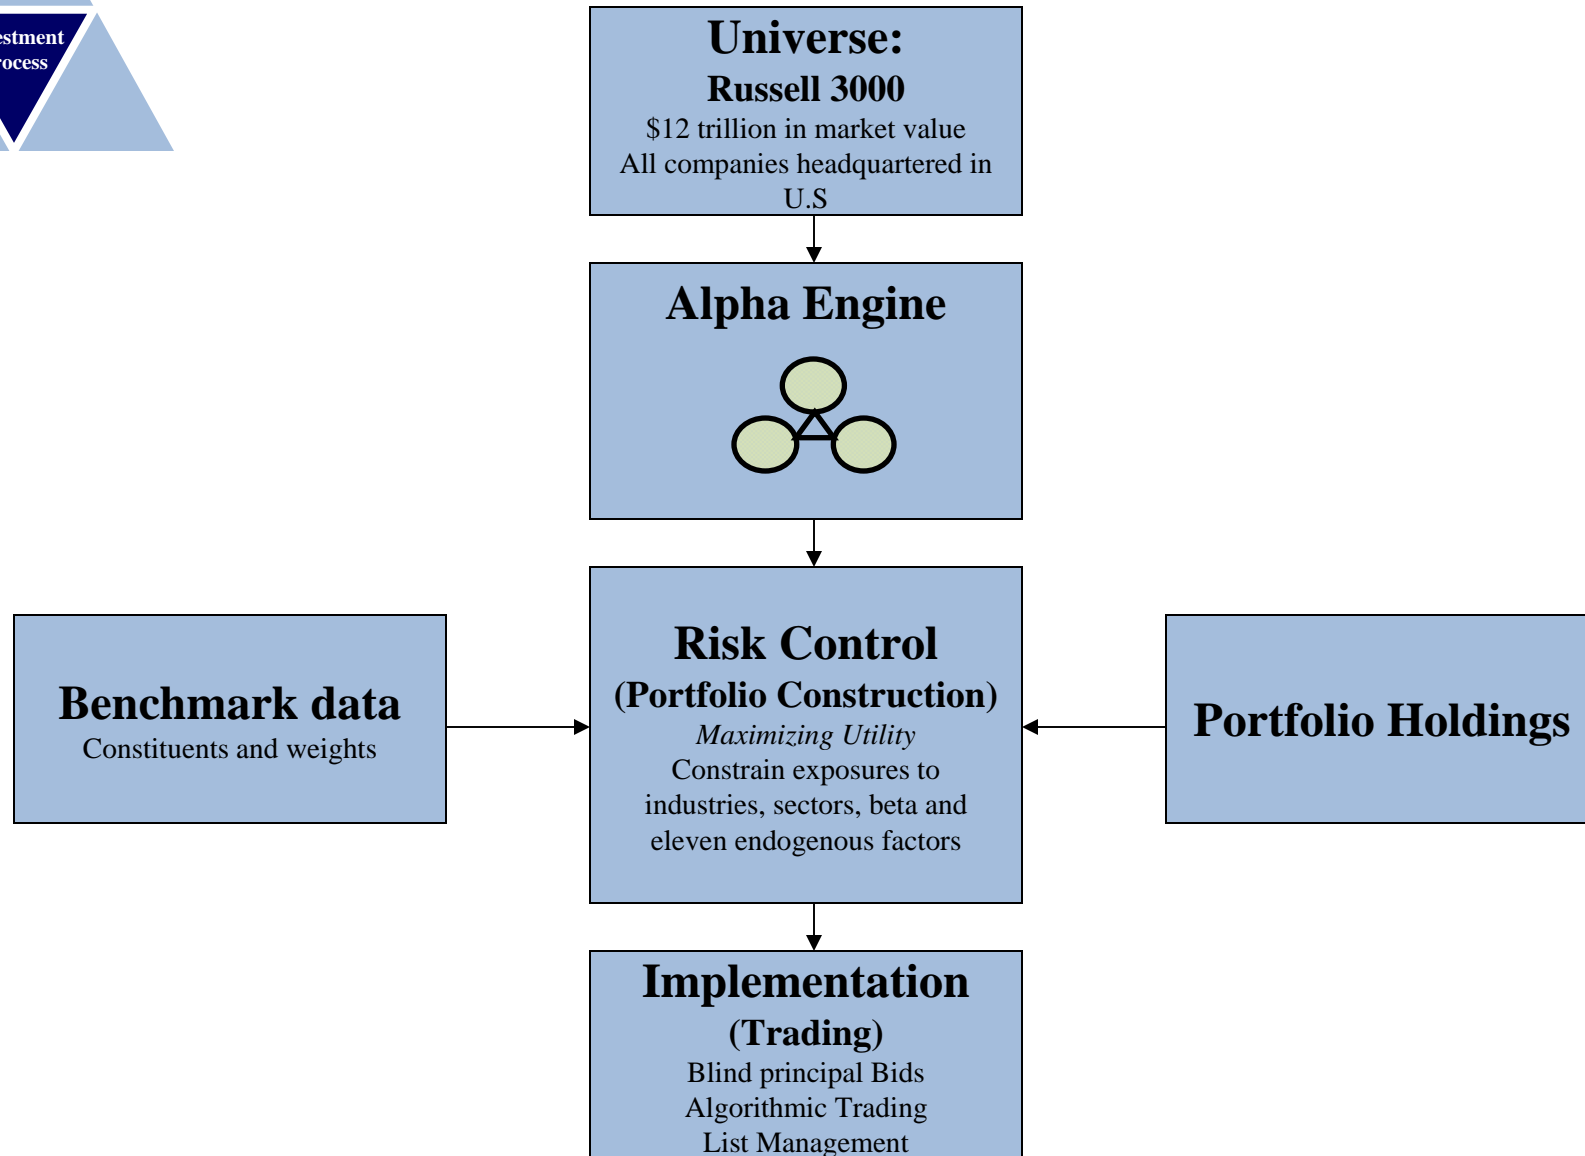 Process
Universe:
Russell 3000
$12 trillion in market value
All companies headquartered in
U.S
Alpha Engine
Benchmark data
Constituents and weights
Risk Control
(Portfolio Construction)
Maximizing Utility
Constrain exposures to
industries, sectors, beta and
eleven endogenous factors
Portfolio Holdings
Implementation
(Trading)
Blind principal Bids
Algorithmic Trading
List Management